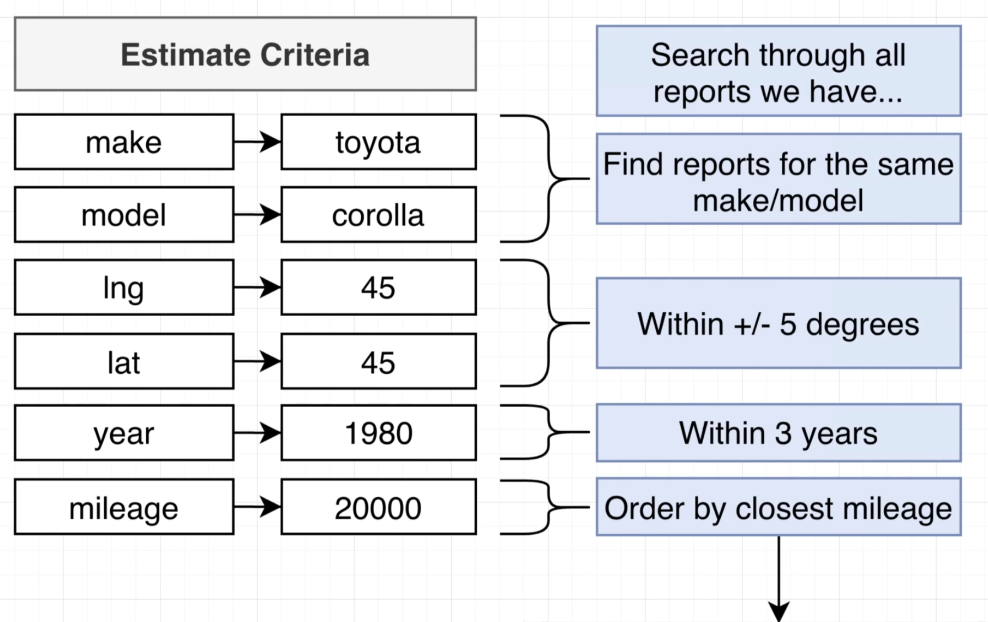 Estimate Criteria
make
toyota
model
corolla
lng
45
lat
45
year
1980
mileage
20000
Search through all
reports we have...
Find reports for the same
make/model
Within +/- 5 degrees
Within 3 years
Order by closest mileage